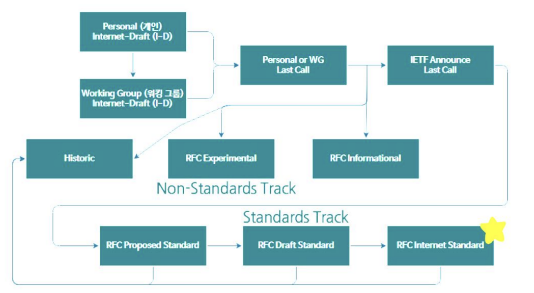 Personal (개인)
Internet-Draft (I-D)
Personal or WG
Last Call
IETF Announce
Last Call
Working Group (워킹 그룹)
Internet-Draft (I-D)
Historic
RFC Experimental
RFC Informational
Non-Standards Track
Standards Track
RFC Proposed Standard
RFC Draft Standard
RFC Internet Standard